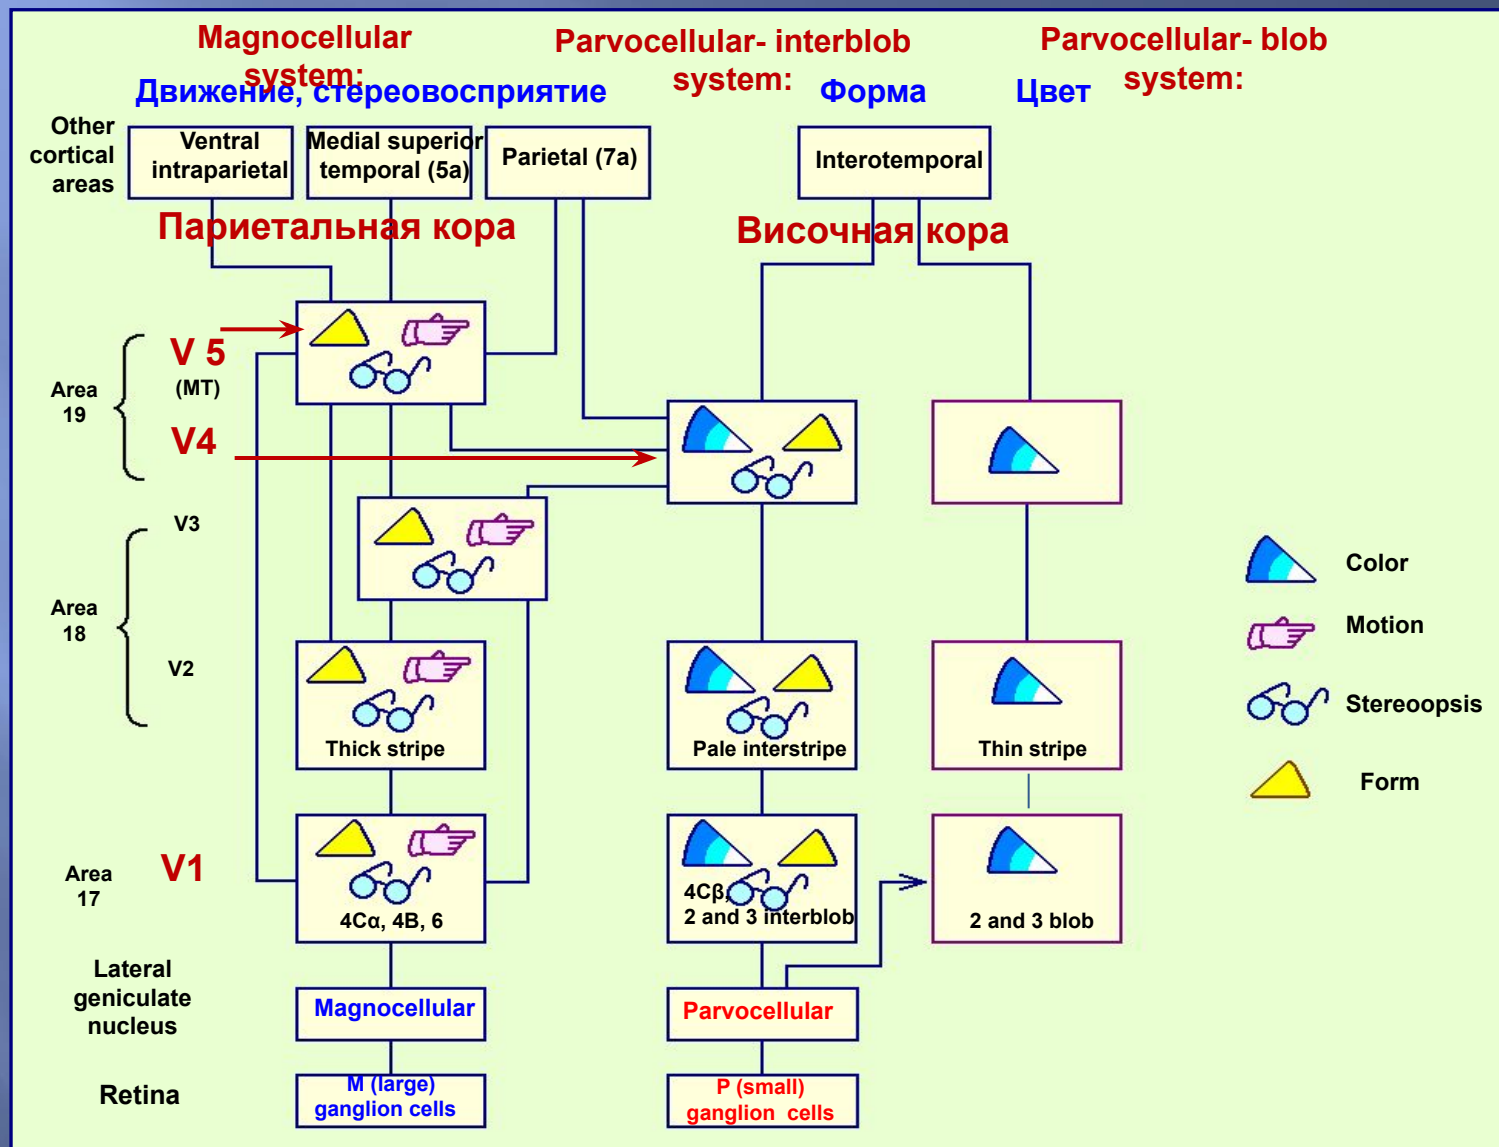 Magnocellular
system:
Parvocellular- interblob
system:
Parvocellular- blob
system:
Движение, стереовосприятие
Форма
Цвет
Other
cortical
areas
Ventral
intraparietal
Medial superior
temporal (5a)
Parietal (7a)
Interotemporal
Париетальная кора
Височная кора
V 5
(MT)
Area
19
V4
V3
Area
18
V2
Thick stripe
Pale interstripe
Thin stripe
Color
Motion
Stereoopsis
Form
Area
17
V1
4Cα, 4B, 6
4Cβ,
2 and 3 interblob
2 and 3 blob
Lateral
geniculate
nucleus
Magnocellular
Parvocellular
Retina
M (large)
ganglion cells
P (small)
ganglion cells